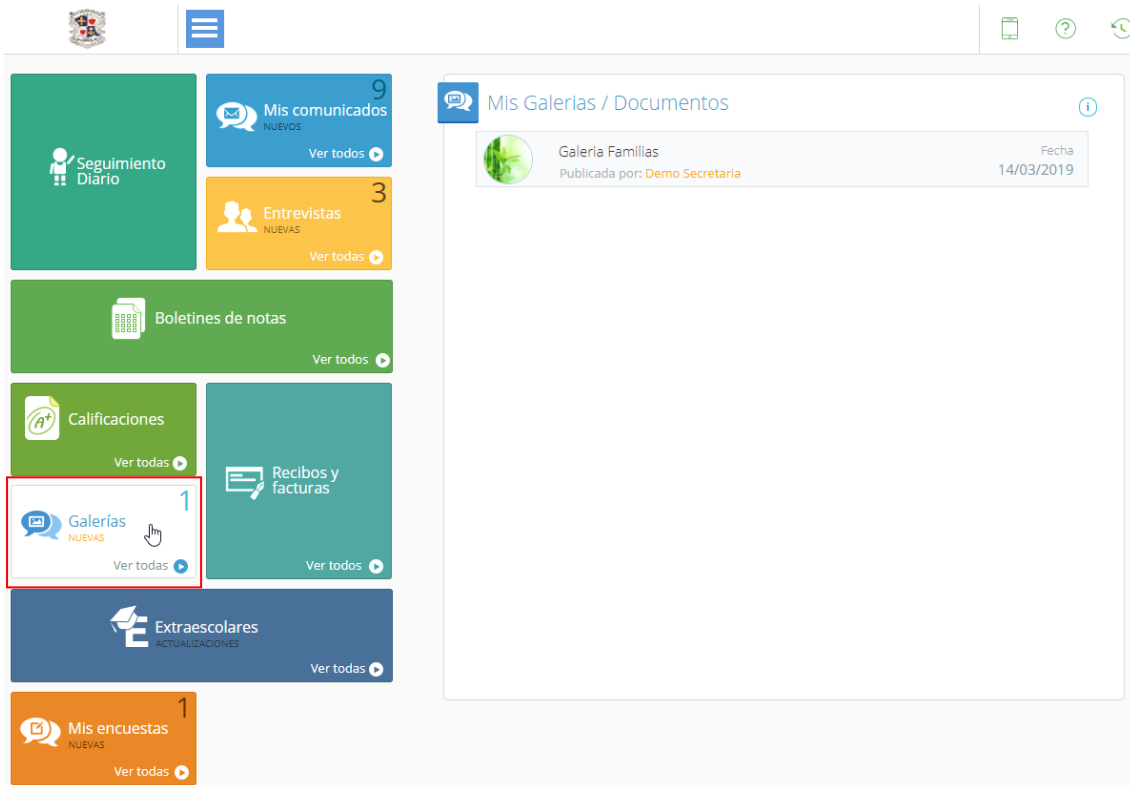 Seguimiento
Diario
9
Mis comunicados
NUEVOS
Ver todos
3
Entrevistas
NUEVAS
Ver todas
Boletines de notas
Ver todos
A+
Calificaciones
Ver todas
Recibos y
facturas
Ver todos
1
Galerías
NUEVAS
Ver todas
E
Extraescolares
ACTUALIZACIONES
Ver todas
1
Mis encuestas
NUEVAS
Ver todas
?
Mis Galerias / Documentos
i
Galeria Familias
Publicada por: Demo Secretaria
Fecha
14/03/2019